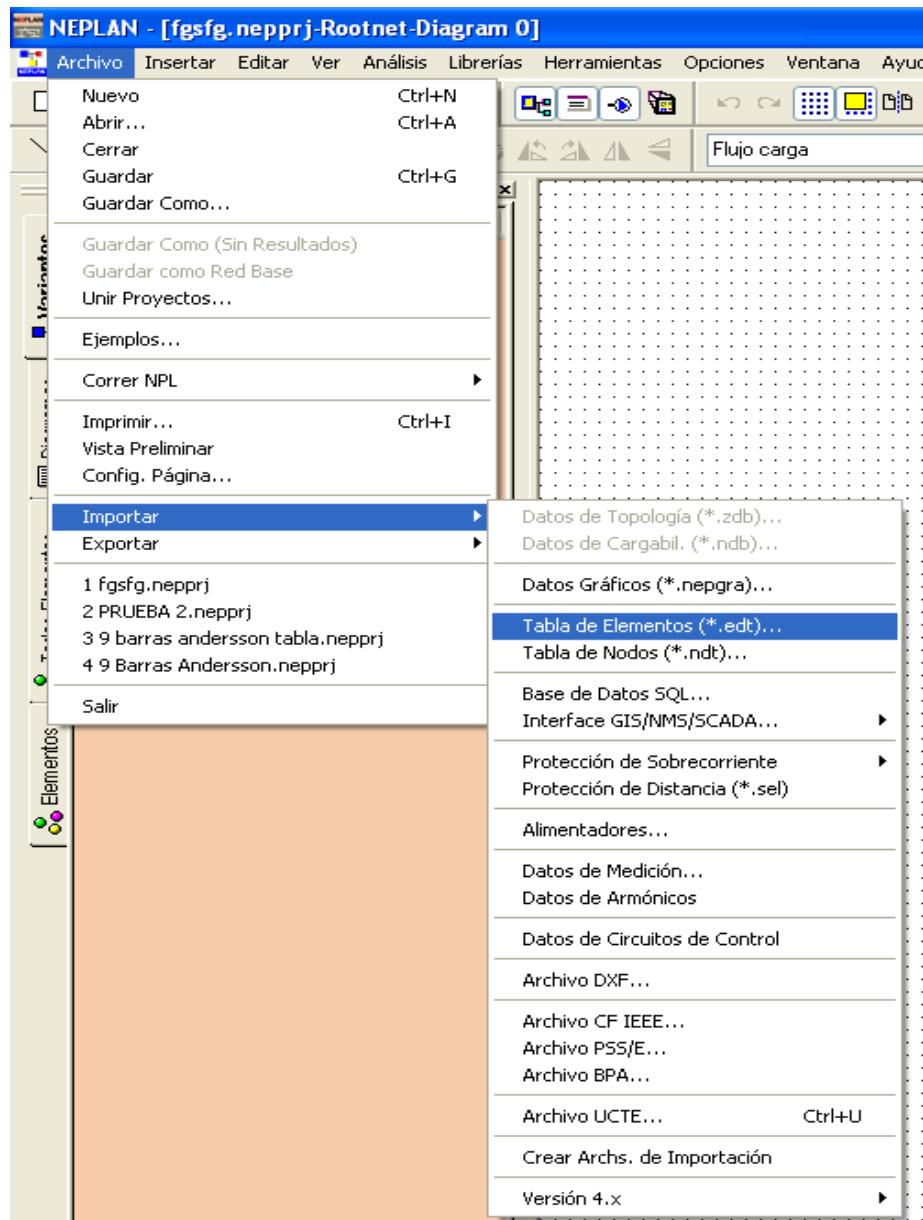 NEPLAN - [fgsfg.nepprj-Rootnet-Diagram 0]
Archivo Insertar Editar Ver Análisis Librerías Herramientas Opciones Ventana
Flujo carga
Nuevo Ctrl+N
Abrir... Ctrl+A
Cerrar
Guardar Ctrl+G
Guardar Como...
Guardar Como (Sin Resultados)
Guardar como Red Base
Unir Proyectos...
Ejemplos...
Correr NPL
Imprimir... Ctrl+I
Vista Preliminar
Config. Página...
Importar
Exportar
1 fgsfg.nepprj
2 PRUEBA 2.nepprj
3 9 barras andersson tabla.nepprj
4 9 Barras Andersson.nepprj
Salir
Datos de Topología (*.zdb)...
Datos de Cargabil. (*.ndb)...
Datos Gráficos (*.nepgra)...
Tabla de Elementos (*.edt)...
Tabla de Nodos (*.ndt)...
Base de Datos SQL...
Interface GIS/NMS/SCADA...
Protección de Sobrecorriente
Protección de Distancia (*.sel)
Alimentadores...
Datos de Medición...
Datos de Armónicos
Datos de Circuitos de Control
Archivo DXF...
Archivo CF IEEE...
Archivo PSS/E...
Archivo BPA...
Archivo UCTE... Ctrl+U
Crear Archs. de Importación
Versión 4.x
Variantes
Elementos